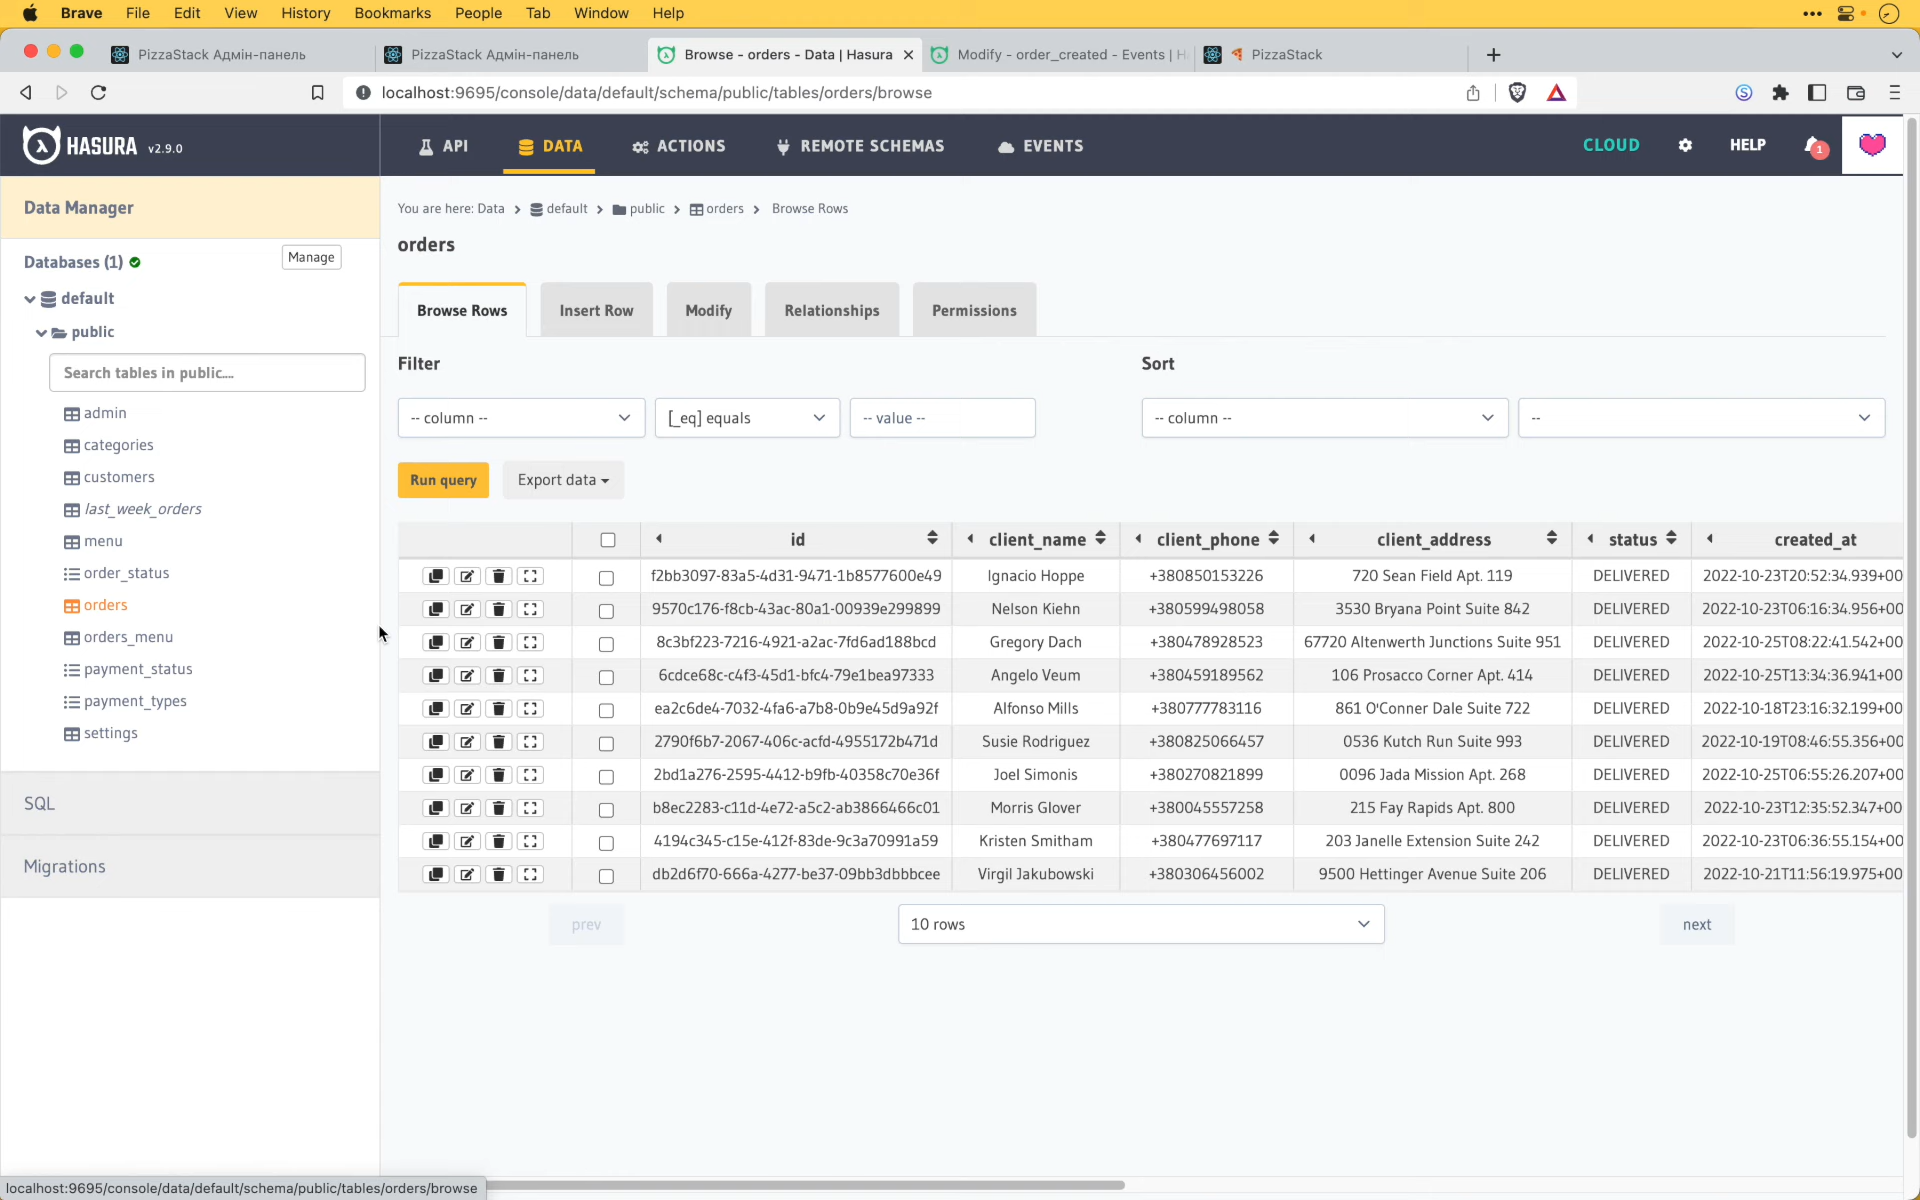 Brave File Edit View History Bookmarks People Tab Window Help
PizzaStack Адмін-панель
PizzaStack Адмін-панель
Browse - orders - Data | Hasura
Modify - order_created - Events | H
PizzaStack
localhost:9695/console/data/default/schema/public/tables/orders/browse
HASURA v2.9.0
API DATA ACTIONS REMOTE SCHEMAS EVENTS CLOUD HELP 1
Data Manager
Databases (1) Manage
default
public
Search tables in public....
admin
categories
customers
last_week_orders
menu
order_status
orders
orders_menu
payment_status
payment_types
settings
SQL
Migrations
You are here: Data default public orders Browse Rows
orders
Browse Rows Insert Row Modify Relationships Permissions
Filter Sort
-- column -- [_eq] equals -- value -- -- column -- --
Run query Export data
id client_name client_phone client_address status created_at
f2bb3097-83a5-4d31-9471-1b8577600e49 Ignacio Hoppe +380850153226 720 Sean Field Apt. 119 DELIVERED 2022-10-23T20:52:34.939+00
9570c176-f8cb-43ac-80a1-00939e299899 Nelson Kiehn +380599498058 3530 Bryana Point Suite 842 DELIVERED 2022-10-23T06:16:34.956+00
8c3bf223-7216-4921-a2ac-7fd6ad188bcd Gregory Dach +380478928523 67720 Altenwerth Junctions Suite 951 DELIVERED 2022-10-25T08:22:41.542+00
6cdce68c-c4f3-45d1-bfc4-79e1bea97333 Angelo Veum +380459189562 106 Prosacco Corner Apt. 414 DELIVERED 2022-10-25T13:34:36.941+00
ea2c6de4-7032-4fa6-a7b8-0b9e45d9a92f Alfonso Mills +380777783116 861 O'Conner Dale Suite 722 DELIVERED 2022-10-18T23:16:32.199+00
2790f6b7-2067-406c-acfd-4955172b471d Susie Rodriguez +380825066457 0536 Kutch Run Suite 993 DELIVERED 2022-10-19T08:46:55.356+00
2bd1a276-2595-4412-b9fb-40358c70e36f Joel Simonis +380270821899 0096 Jada Mission Apt. 268 DELIVERED 2022-10-25T06:55:26.207+00
b8ec2283-c11d-4e72-a5c2-ab3866466c01 Morris Glover +380045557258 215 Fay Rapids Apt. 800 DELIVERED 2022-10-23T12:35:52.347+00
4194c345-c15e-412f-83de-9c3a70991a59 Kristen Smitham +380477697117 203 Janelle Extension Suite 242 DELIVERED 2022-10-23T06:36:55.154+00
db2d6f70-666a-4277-be37-09bb3dbbbcee Virgil Jakubowski +380306456002 9500 Hettinger Avenue Suite 206 DELIVERED 2022-10-21T11:56:19.975+00
prev 10 rows next
localhost:9695/console/data/default/schema/public/tables/orders/browse